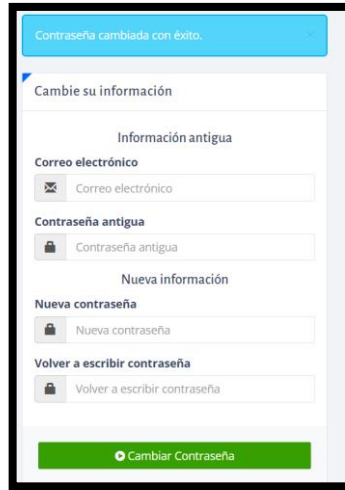 Contraseña cambiada con éxito.
Cambie su información
Información antigua
Correo electrónico
Correo electrónico
Contraseña antigua
Contraseña antigua
Nueva información
Nueva contraseña
Nueva contraseña
Volver a escribir contraseña
Volver a escribir contraseña
Cambiar Contraseña